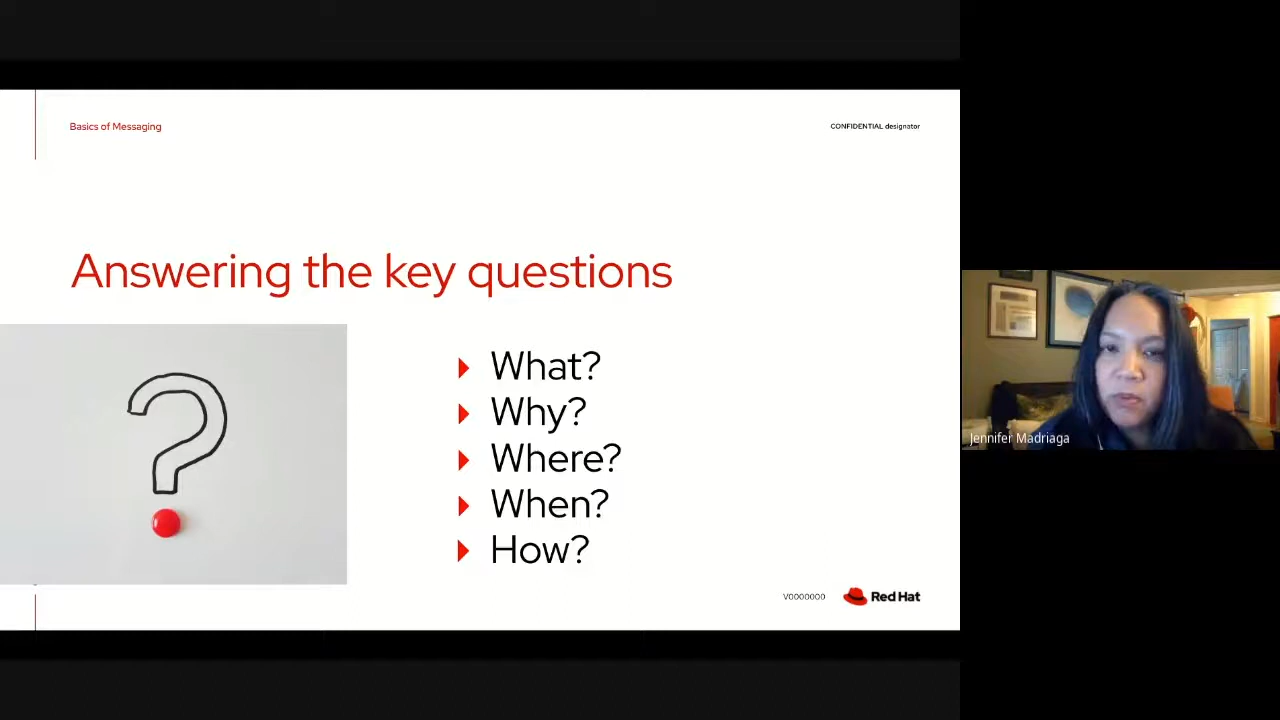 Basics of Messaging
CONFIDENTIAL designator
Answering the key questions
What?
Why?
Where?
When?
How?
V0000000
Red Hat
Jennifer Madriaga